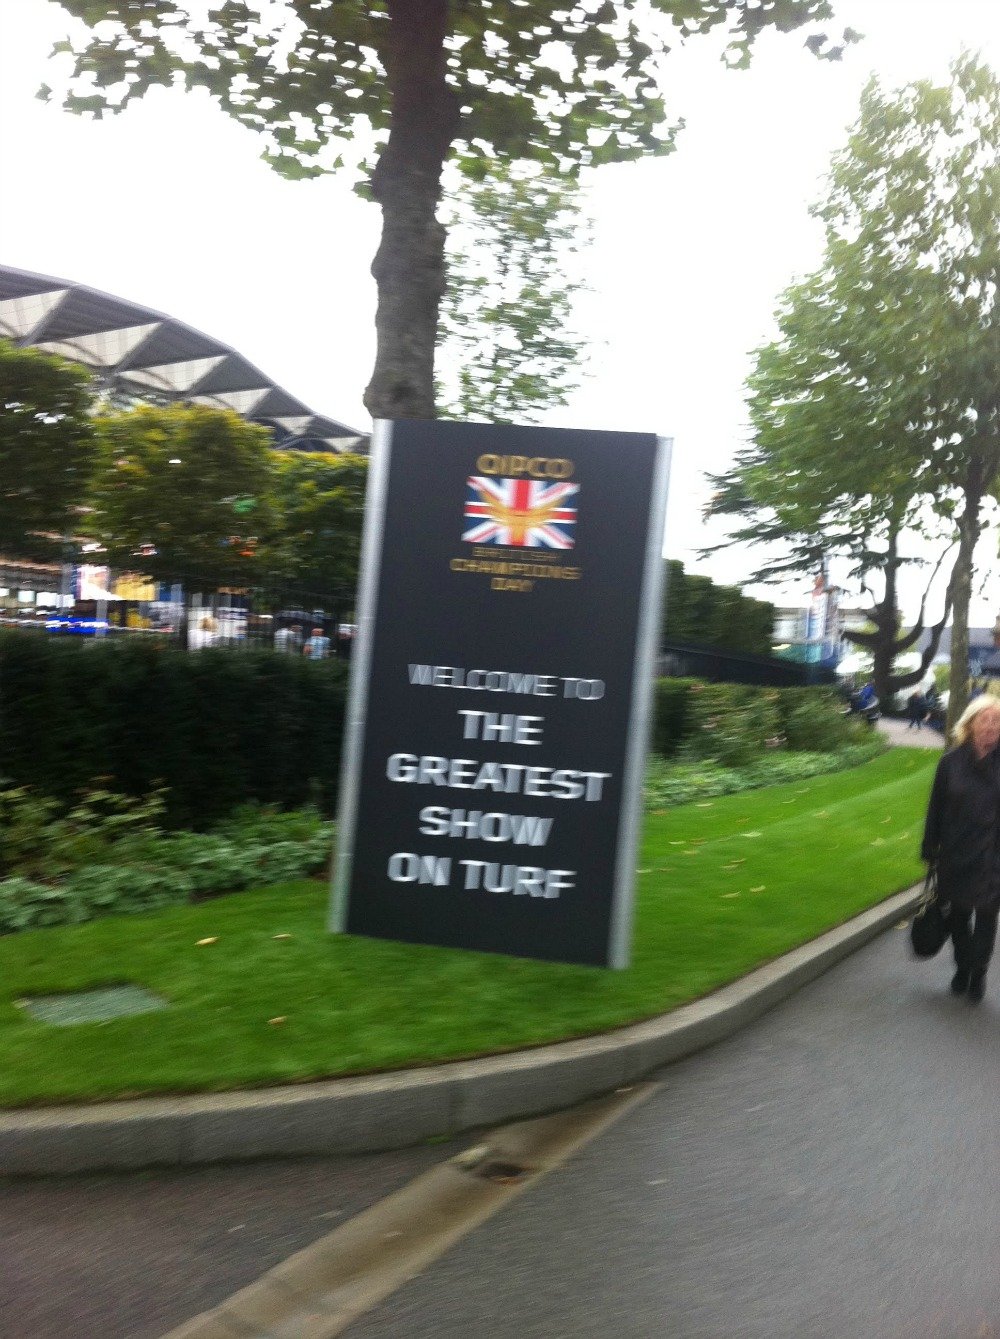 QIPCO
BRITISH
CHAMPIONS
DAY
WELCOME TO
THE
GREATEST
SHOW
ON TURF